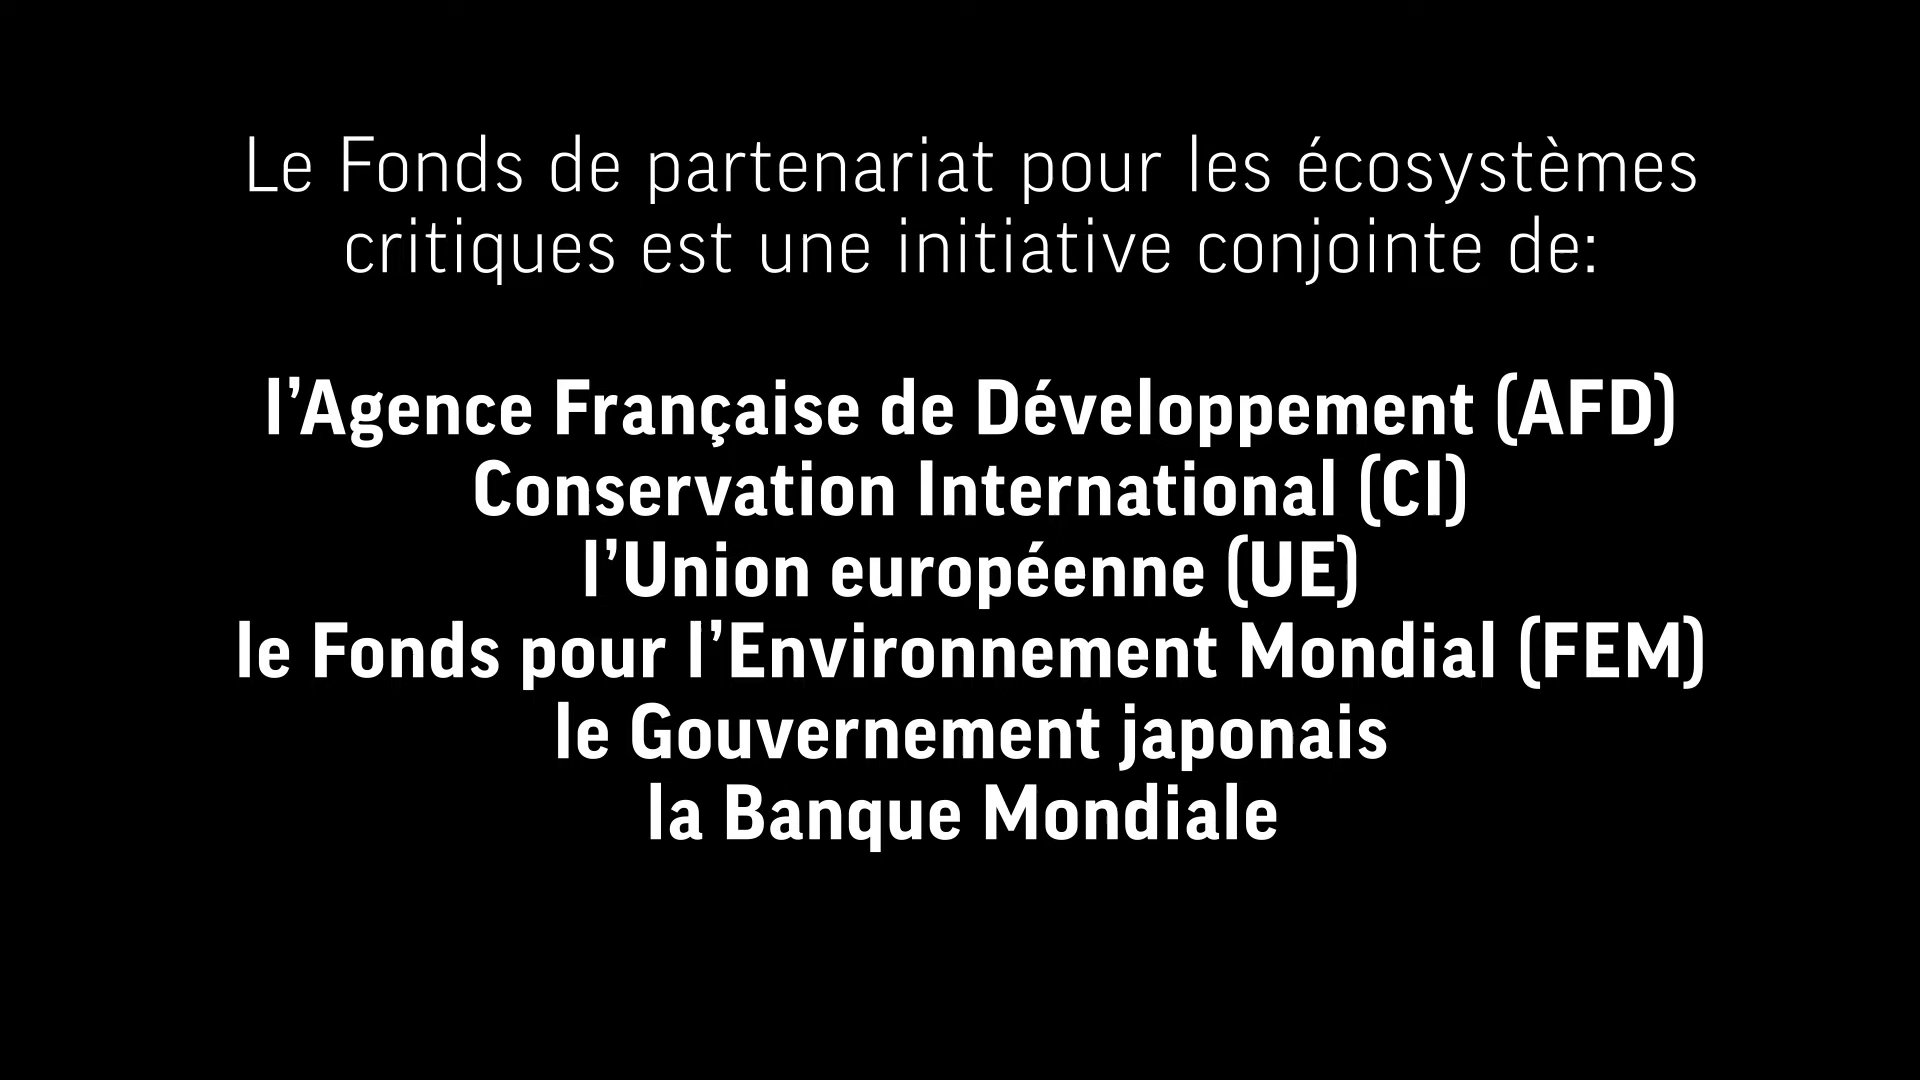 Le Fonds de partenariat pour les écosystèmes
critiques est une initiative conjointe de:
l’Agence Française de Développement (AFD)
Conservation International (CI)
l’Union européenne (UE)
le Fonds pour l’Environnement Mondial (FEM)
le Gouvernement japonais
la Banque Mondiale